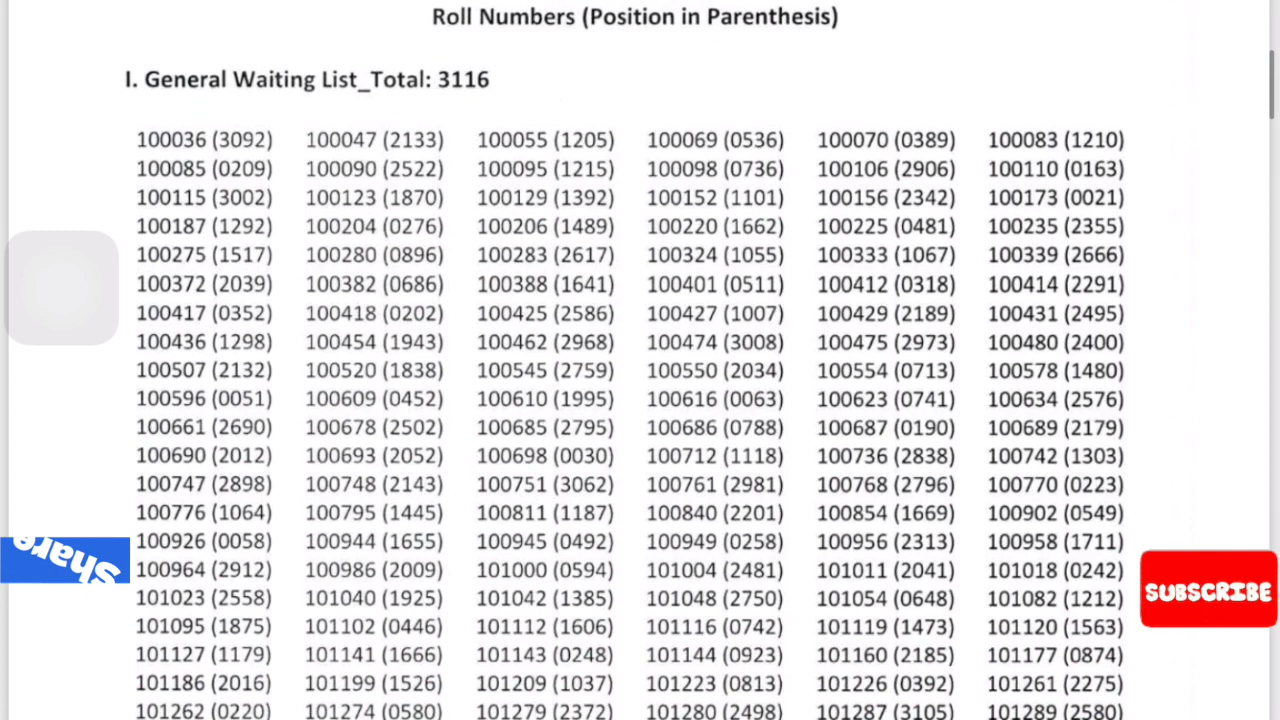 Roll Numbers (Position in Parenthesis)
I. General Waiting List_Total: 3116
100036 (3092) 100047 (2133) 100055 (1205) 100069 (0536) 100070 (0389) 100083 (1210)
100085 (0209) 100090 (2522) 100095 (1215) 100098 (0736) 100106 (2906) 100110 (0163)
100115 (3002) 100123 (1870) 100129 (1392) 100152 (1101) 100156 (2342) 100173 (0021)
100187 (1292) 100204 (0276) 100206 (1489) 100220 (1662) 100225 (0481) 100235 (2355)
100275 (1517) 100280 (0896) 100283 (2617) 100324 (1055) 100333 (1067) 100339 (2666)
100372 (2039) 100382 (0686) 100388 (1641) 100401 (0511) 100412 (0318) 100414 (2291)
100417 (0352) 100418 (0202) 100425 (2586) 100427 (1007) 100429 (2189) 100431 (2495)
100436 (1298) 100454 (1943) 100462 (2968) 100474 (3008) 100475 (2973) 100480 (2400)
100507 (2132) 100520 (1838) 100545 (2759) 100550 (2034) 100554 (0713) 100578 (1480)
100596 (0051) 100609 (0452) 100610 (1995) 100616 (0063) 100623 (0741) 100634 (2576)
100661 (2690) 100678 (2502) 100685 (2795) 100686 (0788) 100687 (0190) 100689 (2179)
100690 (2012) 100693 (2052) 100698 (0030) 100712 (1118) 100736 (2838) 100742 (1303)
100747 (2898) 100748 (2143) 100751 (3062) 100761 (2981) 100768 (2796) 100770 (0223)
100776 (1064) 100795 (1445) 100811 (1187) 100840 (2201) 100854 (1669) 100902 (0549)
100926 (0058) 100944 (1655) 100945 (0492) 100949 (0258) 100956 (2313) 100958 (1711)
share
100964 (2912) 100986 (2009) 101000 (0594) 101004 (2481) 101011 (2041) 101018 (0242)
SUBSCRIBE
101023 (2558) 101040 (1925) 101042 (1385) 101048 (2750) 101054 (0648) 101082 (1212)
101095 (1875) 101102 (0446) 101112 (1606) 101116 (0742) 101119 (1473) 101120 (1563)
101127 (1179) 101141 (1666) 101143 (0248) 101144 (0923) 101160 (2185) 101177 (0874)
101186 (2016) 101199 (1526) 101209 (1037) 101223 (0813) 101226 (0392) 101261 (2275)
101262 (0220) 101274 (0580) 101279 (2372) 101280 (2498) 101287 (3105) 101289 (2580)